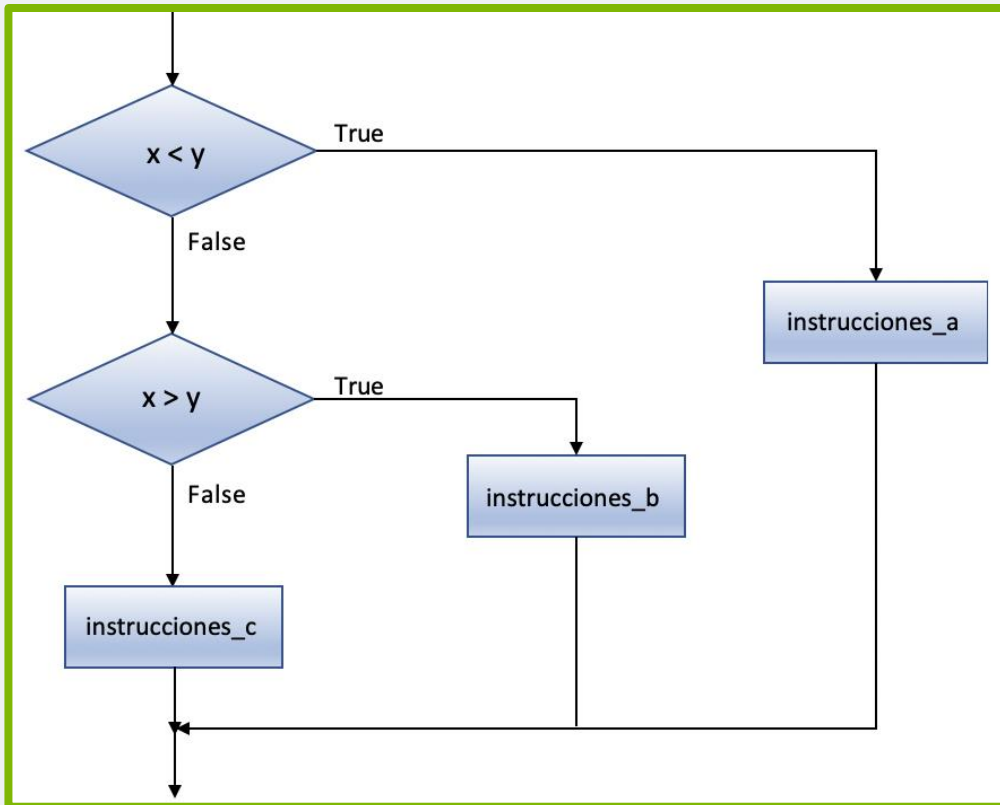 x < y
True
False
instrucciones_a
x > y
True
False
instrucciones_b
instrucciones_c